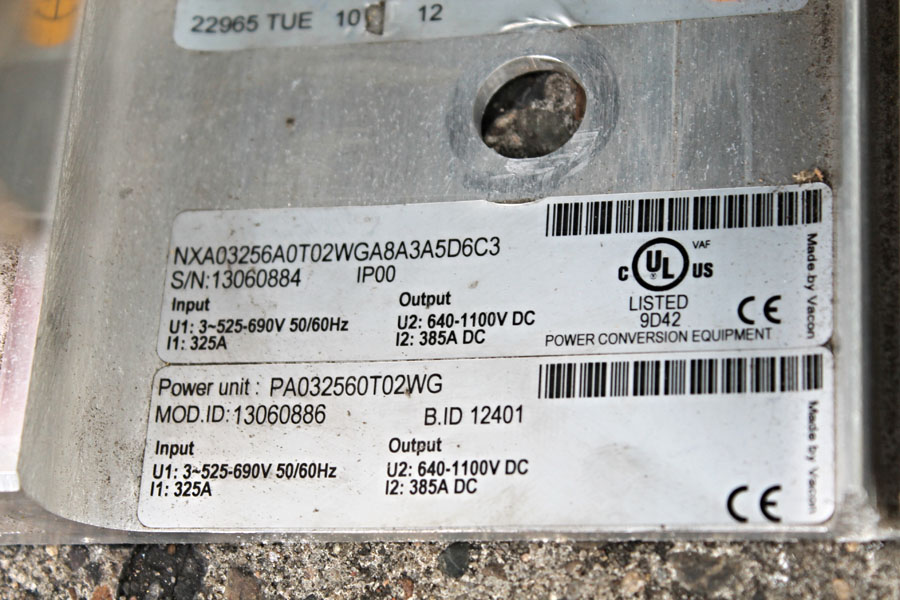 22965 TUE 10 12
NXA03256A0T02WGA8A3A5D6C3
S/N:13060884 IP00
Input
U1: 3~525-690V 50/60Hz
I1: 325A
Output
U2: 640-1100V DC
I2: 385A DC
VAF
C UL US
LISTED
9D42
CE
POWER CONVERSION EQUIPMENT
Made by Vacon
Power unit : PA032560T02WG
MOD.ID:13060886 B.ID 12401
Input
U1: 3~525-690V 50/60Hz
I1: 325A
Output
U2: 640-1100V DC
I2: 385A DC
CE
Made by Vacon